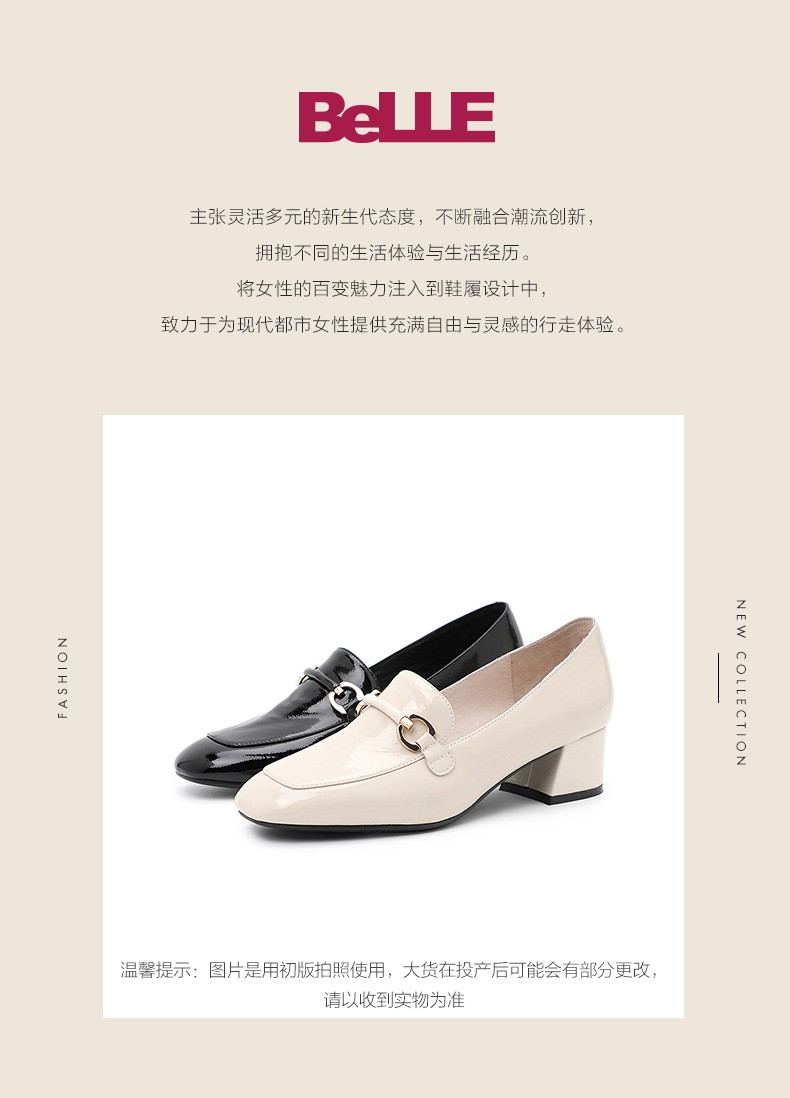 BeLLE
主张灵活多元的新生代态度，不断融合潮流创新，
拥抱不同的生活体验与生活经历。
将女性的百变魅力注入到鞋履设计中，
致力于为现代都市女性提供充满自由与灵感的行走体验。
FASHION
NEW COLLECTION
温馨提示：图片是用初版拍照使用，大货在投产后可能会有部分更改，
请以收到实物为准